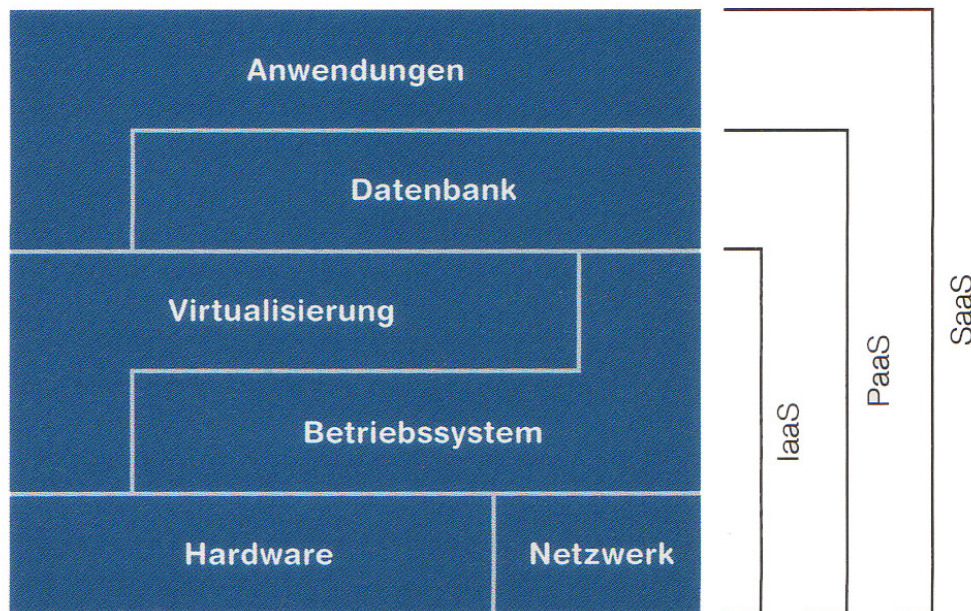 Anwendungen
Datenbank
Virtualisierung
Betriebssystem
Hardware
Netzwerk
IaaS
PaaS
SaaS